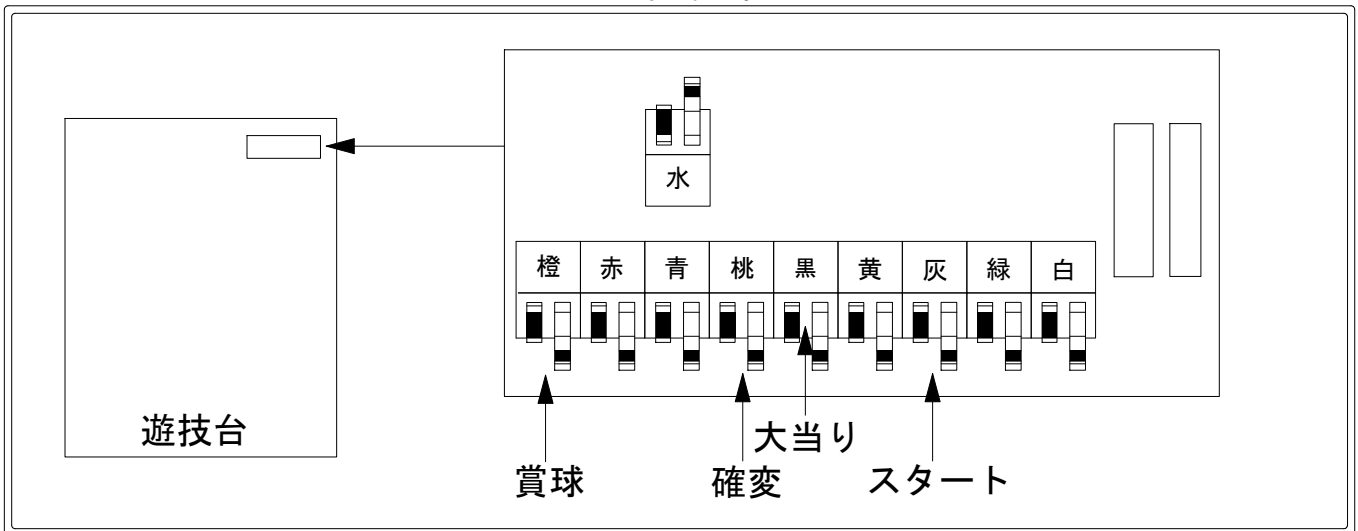 水
橙 赤 青 桃 黒 黄 灰 緑 白
遊技台
大当り
賞球 確変 スタート